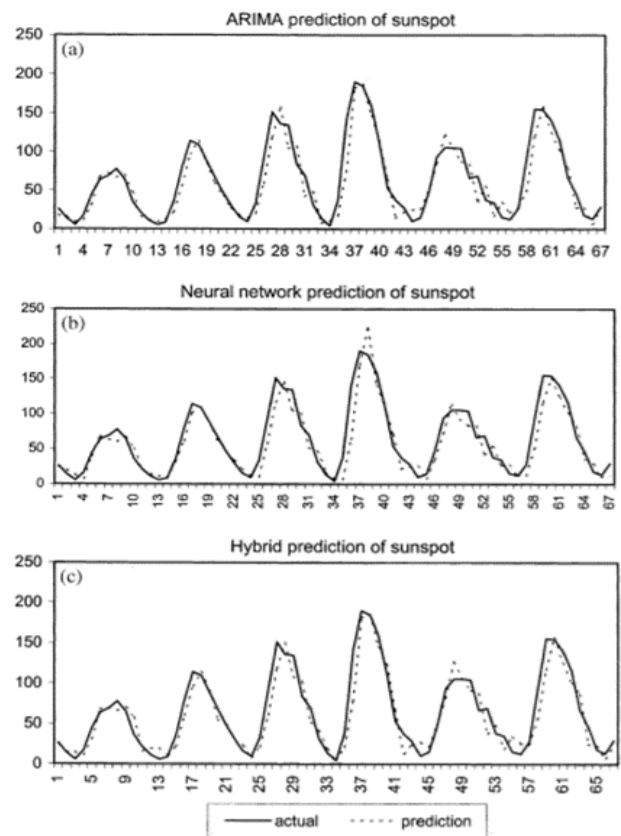 ARIMA prediction of sunspot
(a)
250
200
150
100
50
0
1 4 7 10 13 16 19 22 25 28 31 34 37 40 43 46 49 52 55 58 61 64 67
Neural network prediction of sunspot
(b)
250
200
150
100
50
0
1 4 7 10 13 16 19 22 25 28 31 34 37 40 43 46 49 52 55 58 61 64 67
Hybrid prediction of sunspot
(c)
250
200
150
100
50
0
1 5 9 13 17 21 25 29 33 37 41 45 49 53 57 61 65
actual prediction